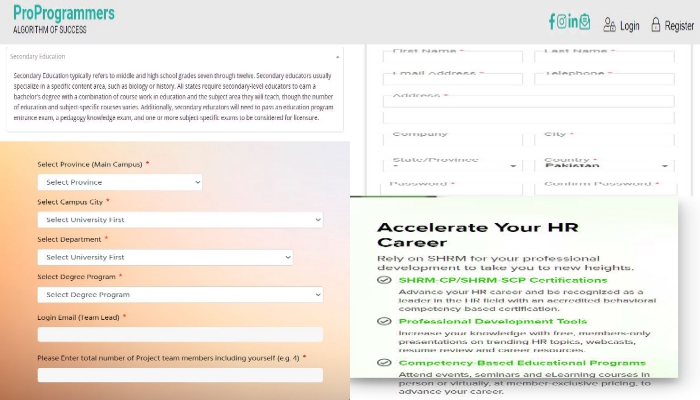 ProProgrammers
ALGORITHM OF SUCCESS
Login
Register
Secondary Education
Secondary Education typically refers to middle and high school grades seven through twelve. Secondary educators usually
specialize in a specific content area, such as biology or history. All states require secondary-level educators to earn a
bachelor's degree with a combination of course work in education and the subject area they will teach, though the number
of education and subject-specific courses varies. Additionally, secondary educators will need to pass an education program
entrance exam, a pedagogy knowledge exam, and one or more subject-specific exams to be considered for licensure.
First Name *
Last Name *
Email Address *
Telephone *
Address *
Company
City *
State/Province
Country *
Pakistan
Password *
Confirm Password *
Select Province (Main Campus) *
Select Province
Select Campus City *
Select University First
Select Department *
Select University First
Select Degree Program *
Select Degree Program
Login Email (Team Lead) *
Please Enter total number of Project team members including yourself (e.g. 4) *
Accelerate Your HR
Career
Rely on SHRM for your professional
development to take you to new heights.
SHRM-CP/SHRM-SCP Certifications
Advance your HR career and be recognized as a
leader in the HR field with an accredited behavioral
competency-based certification.
Professional Development Tools
Increase your knowledge with free, members-only
presentations on trending HR topics, webcasts,
resume review and career resources.
Competency-Based Educational Programs
Attend events, seminars and eLearning courses in
person or virtually, at member-exclusive pricing, to
advance your career.